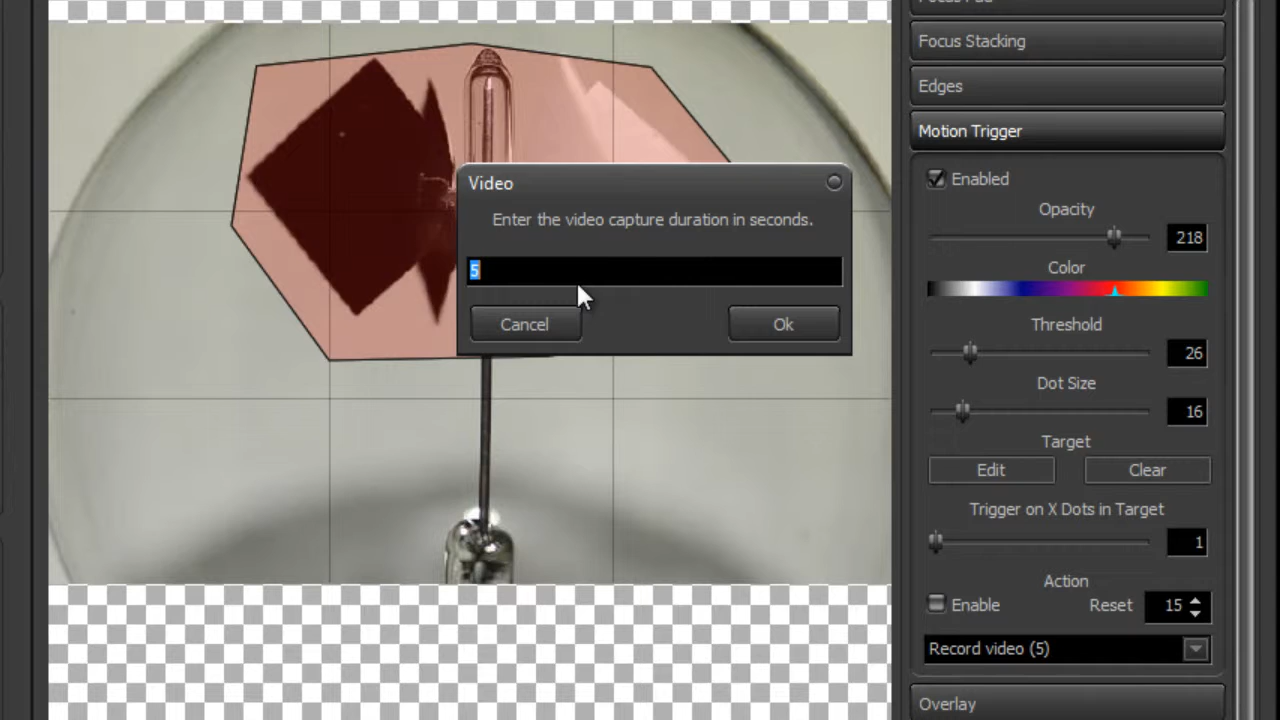 Focus Stacking
Edges
Motion Trigger
Enabled
Opacity
218
Color
Threshold
26
Dot Size
16
Target
Edit Clear
Trigger on X Dots in Target
1
Action
Enable Reset 15
Record video (5)
Overlay
Video
Enter the video capture duration in seconds.
5
Cancel Ok